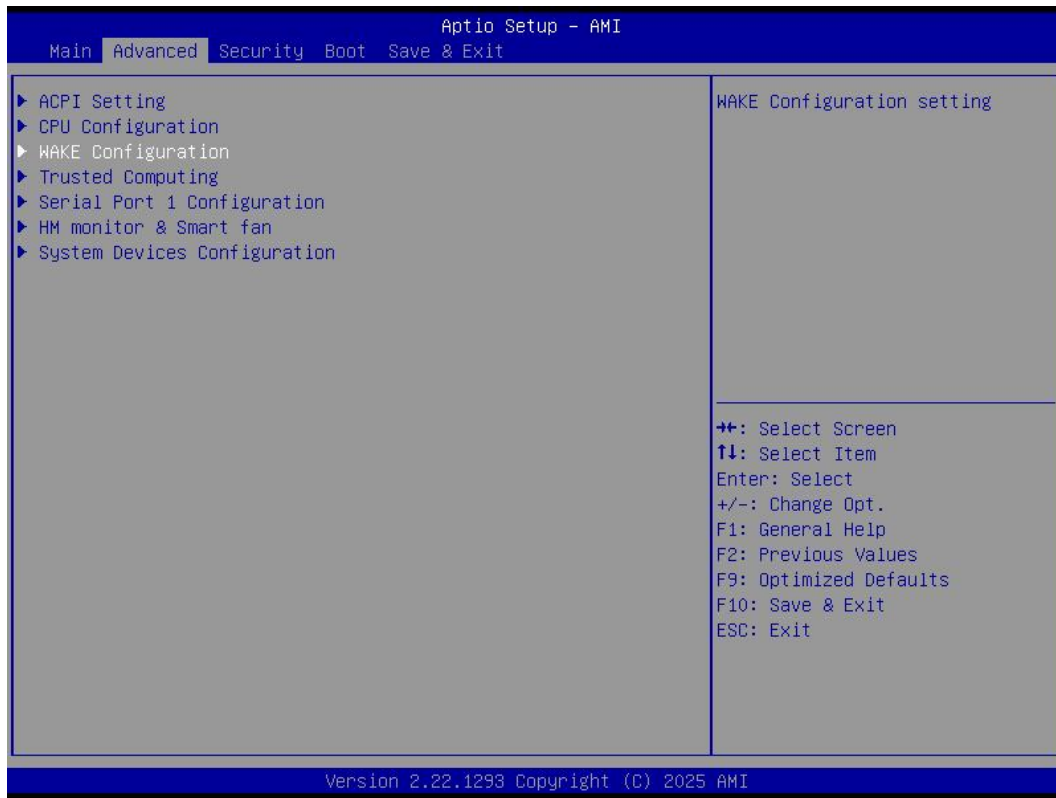 Aptio Setup – AMI
Main Advanced Security Boot Save & Exit
▶ ACPI Setting
▶ CPU Configuration
▶ WAKE Configuration
▶ Trusted Computing
▶ Serial Port 1 Configuration
▶ HM monitor & Smart fan
▶ System Devices Configuration
WAKE Configuration setting
→←: Select Screen
↑↓: Select Item
Enter: Select
+/-: Change Opt.
F1: General Help
F2: Previous Values
F9: Optimized Defaults
F10: Save & Exit
ESC: Exit
Version 2.22.1293 Copyright (C) 2025 AMI